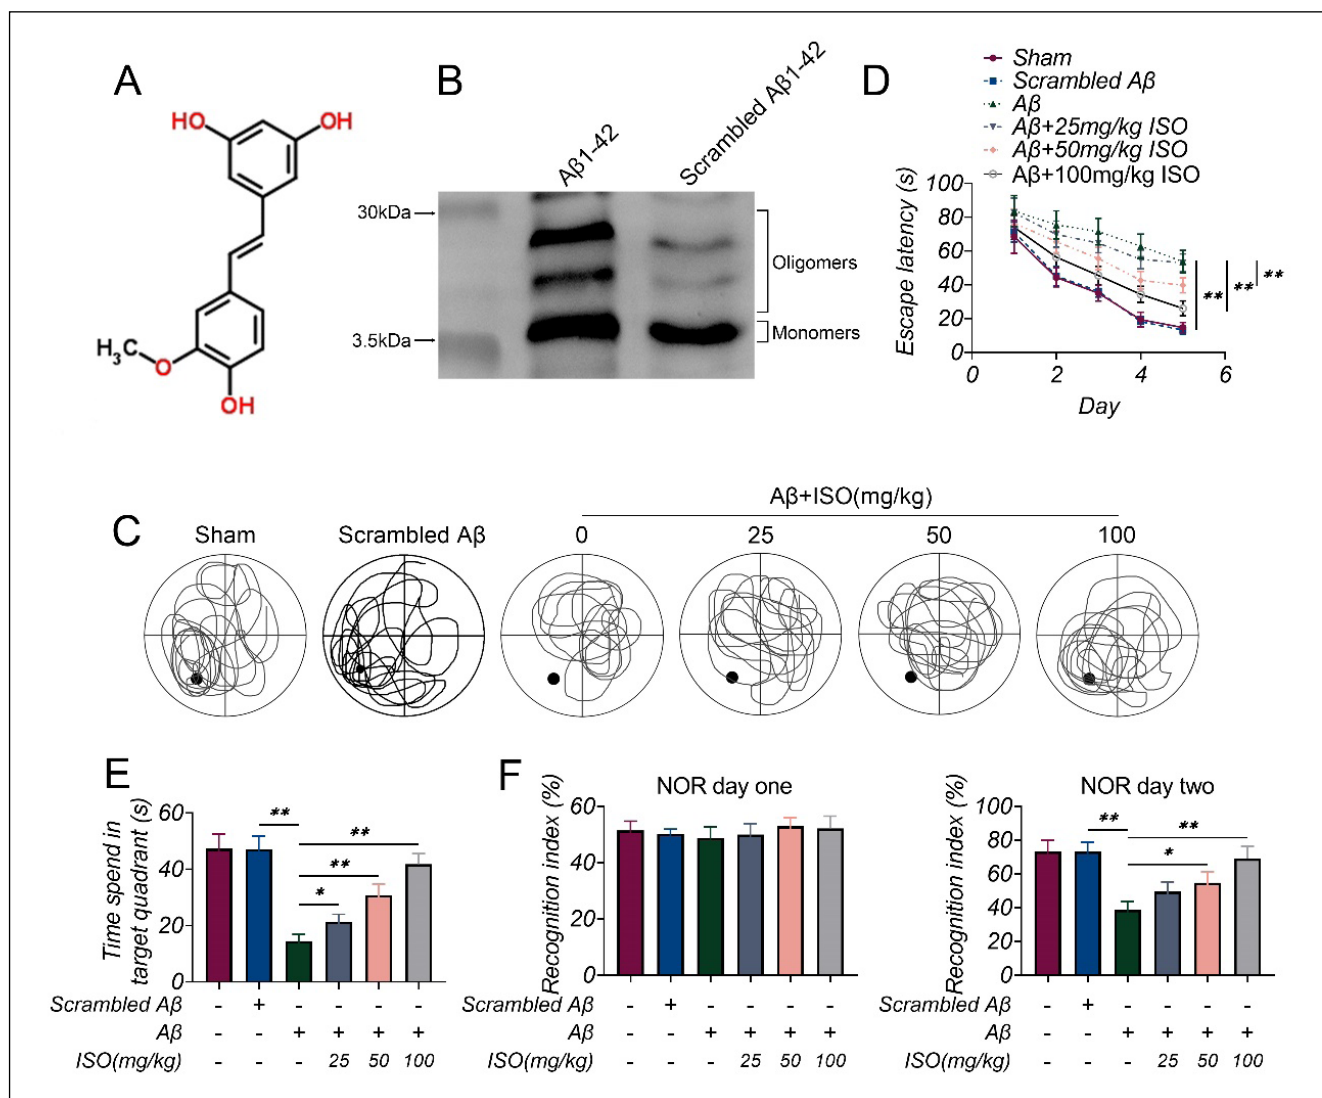 A
HO
OH
H₃C
O
OH
B
Aβ1-42
Scrambled Aβ1-42
30kDa
3.5kDa
Oligomers
Monomers
D
Sham
Scrambled Aβ
Aβ
Aβ+25mg/kg ISO
Aβ+50mg/kg ISO
Aβ+100mg/kg ISO
Escape latency (s)
100
80
60
40
20
0
0 2 4 6
Day
** ** **
C
Aβ+ISO(mg/kg)
Sham Scrambled Aβ 0 25 50 100
E
Time spend in
target quadrant (s)
60
40
20
0
**
**
**
*
Scrambled Aβ - + - - - -
Aβ - - + + + +
ISO(mg/kg) - - - 25 50 100
F
NOR day one
Recognition index (%)
60
40
20
0
Scrambled Aβ - + - - - -
Aβ - - + + + +
ISO(mg/kg) - - - 25 50 100
NOR day two
Recognition index (%)
100
80
60
40
20
0
**
**
*
Scrambled Aβ - + - - - -
Aβ - - + + + +
ISO(mg/kg) - - - 25 50 100